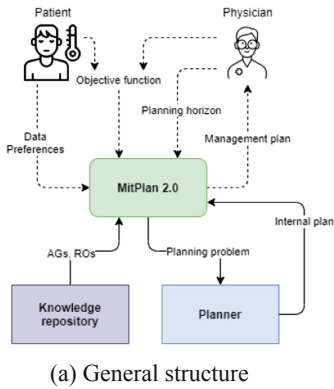 Patient
Physician
Objective function
Planning horizon
Data
Preferences
Management plan
MitPlan 2.0
Internal plan
AGs, ROs
Planning problem
Knowledge
repository
Planner
(a) General structure